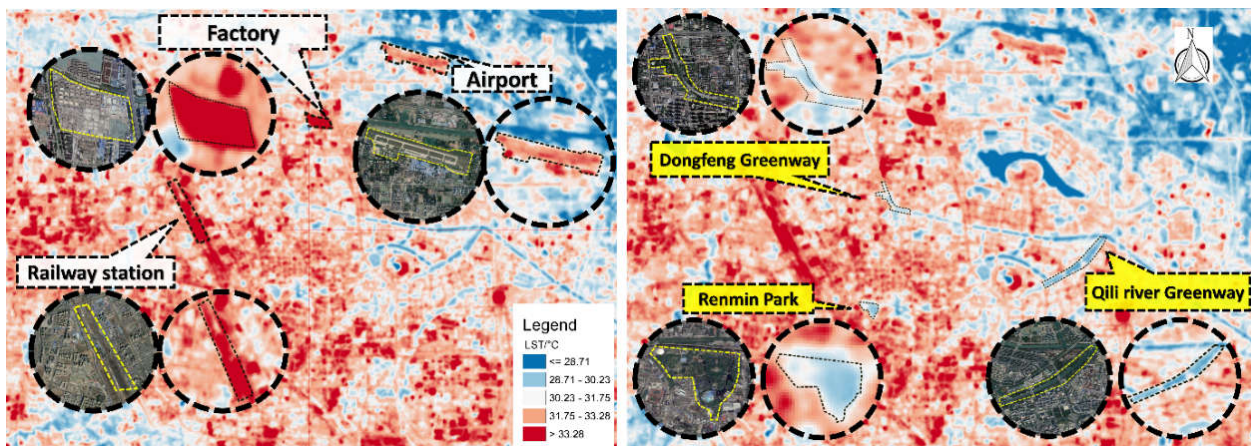 Factory
Airport
Railway station
Legend
LST/°C
<= 28.71
28.71 - 30.23
30.23 - 31.75
31.75 - 33.28
> 33.28
N
Dongfeng Greenway
Qili river Greenway
Renmin Park